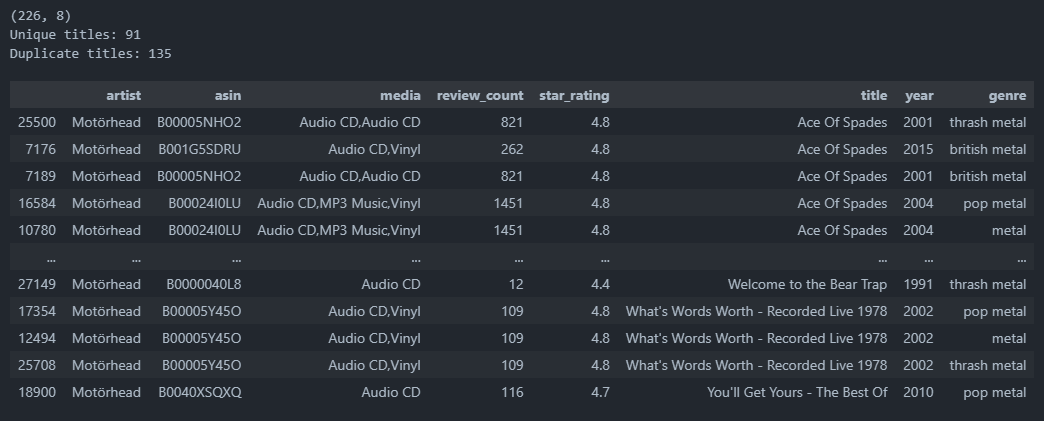 (226, 8)
Unique titles: 91
Duplicate titles: 135
artist asin media review_count star_rating title year genre
25500 Motörhead B00005NHO2 Audio CD,Audio CD 821 4.8 Ace Of Spades 2001 thrash metal
7176 Motörhead B001G5SDRU Audio CD,Vinyl 262 4.8 Ace Of Spades 2015 british metal
7189 Motörhead B00005NHO2 Audio CD,Audio CD 821 4.8 Ace Of Spades 2001 british metal
16584 Motörhead B00024I0LU Audio CD,MP3 Music,Vinyl 1451 4.8 Ace Of Spades 2004 pop metal
10780 Motörhead B00024I0LU Audio CD,MP3 Music,Vinyl 1451 4.8 Ace Of Spades 2004 metal
... ... ... ... ... ... ... ... ...
27149 Motörhead B0000040L8 Audio CD 12 4.4 Welcome to the Bear Trap 1991 thrash metal
17354 Motörhead B00005Y45O Audio CD,Vinyl 109 4.8 What's Words Worth - Recorded Live 1978 2002 pop metal
12494 Motörhead B00005Y45O Audio CD,Vinyl 109 4.8 What's Words Worth - Recorded Live 1978 2002 metal
25708 Motörhead B00005Y45O Audio CD,Vinyl 109 4.8 What's Words Worth - Recorded Live 1978 2002 thrash metal
18900 Motörhead B0040XSQXQ Audio CD 116 4.7 You'll Get Yours - The Best Of 2010 pop metal